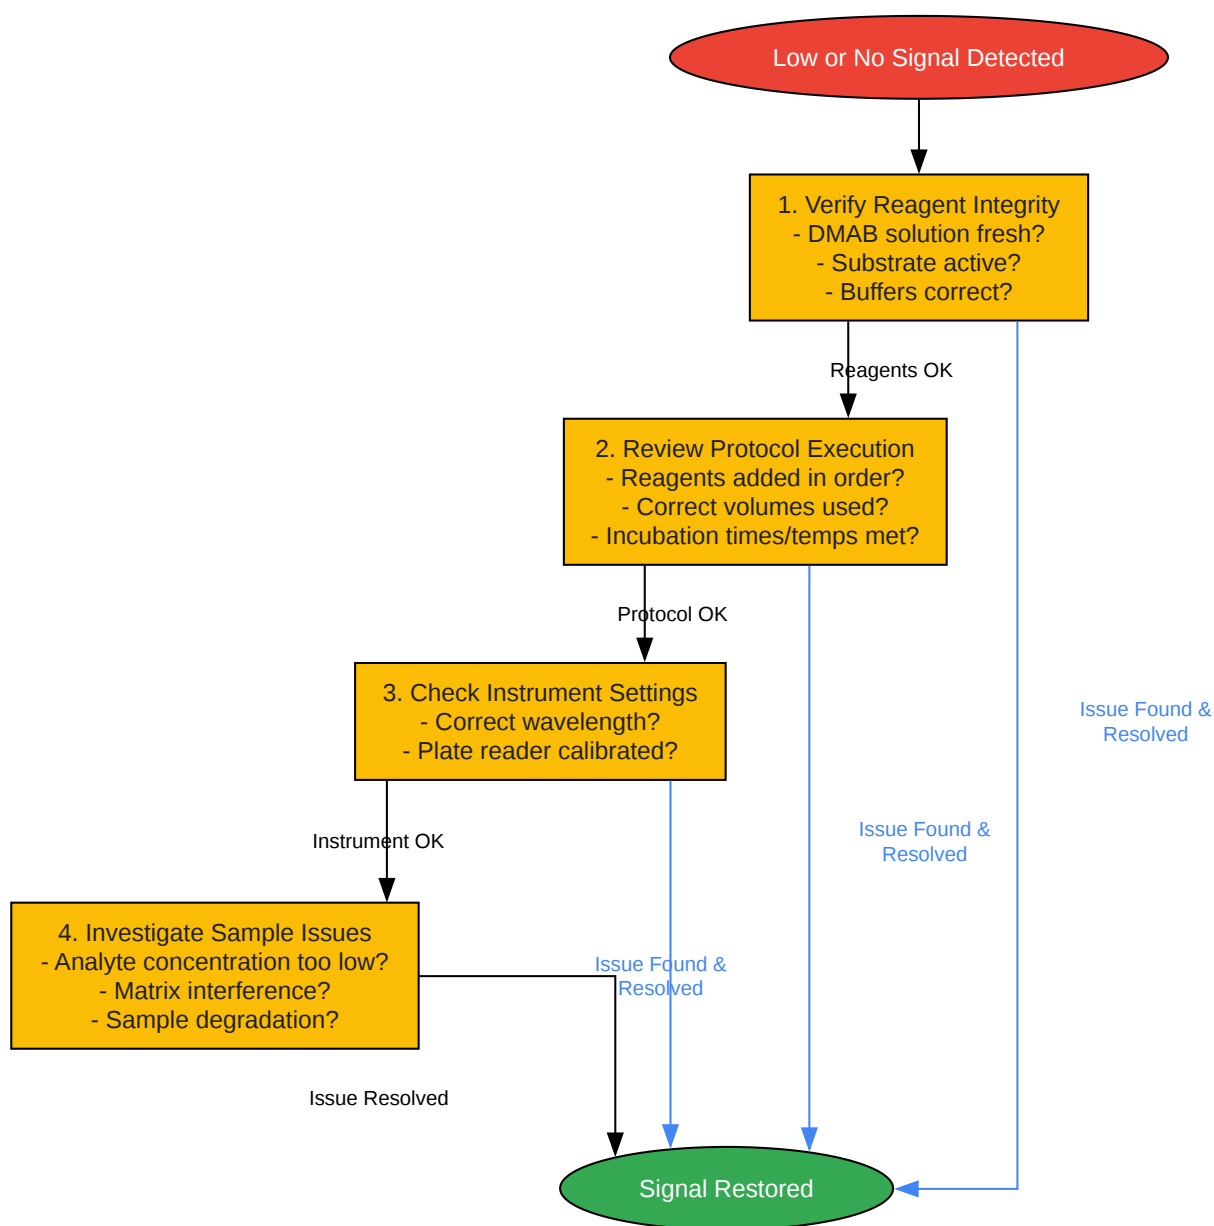 Low or No Signal Detected
1. Verify Reagent Integrity
- DMAB solution fresh?
- Substrate active?
- Buffers correct?
Reagents OK
2. Review Protocol Execution
- Reagents added in order?
- Correct volumes used?
- Incubation times/temps met?
Protocol OK
3. Check Instrument Settings
- Correct wavelength?
- Plate reader calibrated?
Issue Found &
Resolved
Instrument OK
Issue Found &
Resolved
4. Investigate Sample Issues
- Analyte concentration too low?
- Matrix interference?
- Sample degradation?
Issue Found &
Resolved
Issue Resolved
Signal Restored